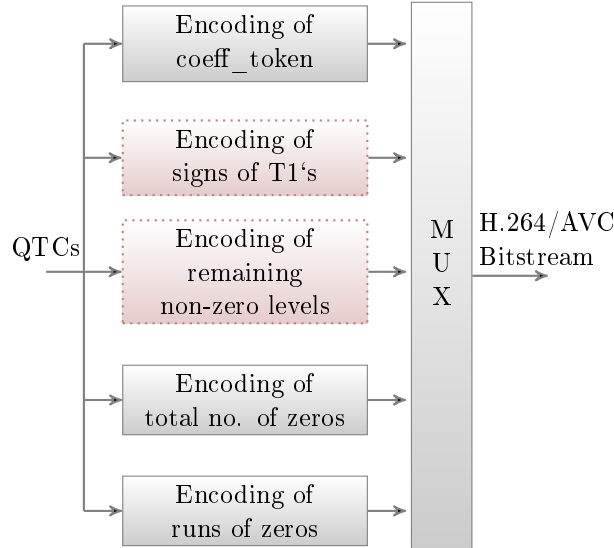 Encoding of
coeff_token
Encoding of
signs of T1‘s
QTCs
Encoding of
remaining
non-zero levels
M
U
X
H.264/AVC
Bitstream
Encoding of
total no. of zeros
Encoding of
runs of zeros